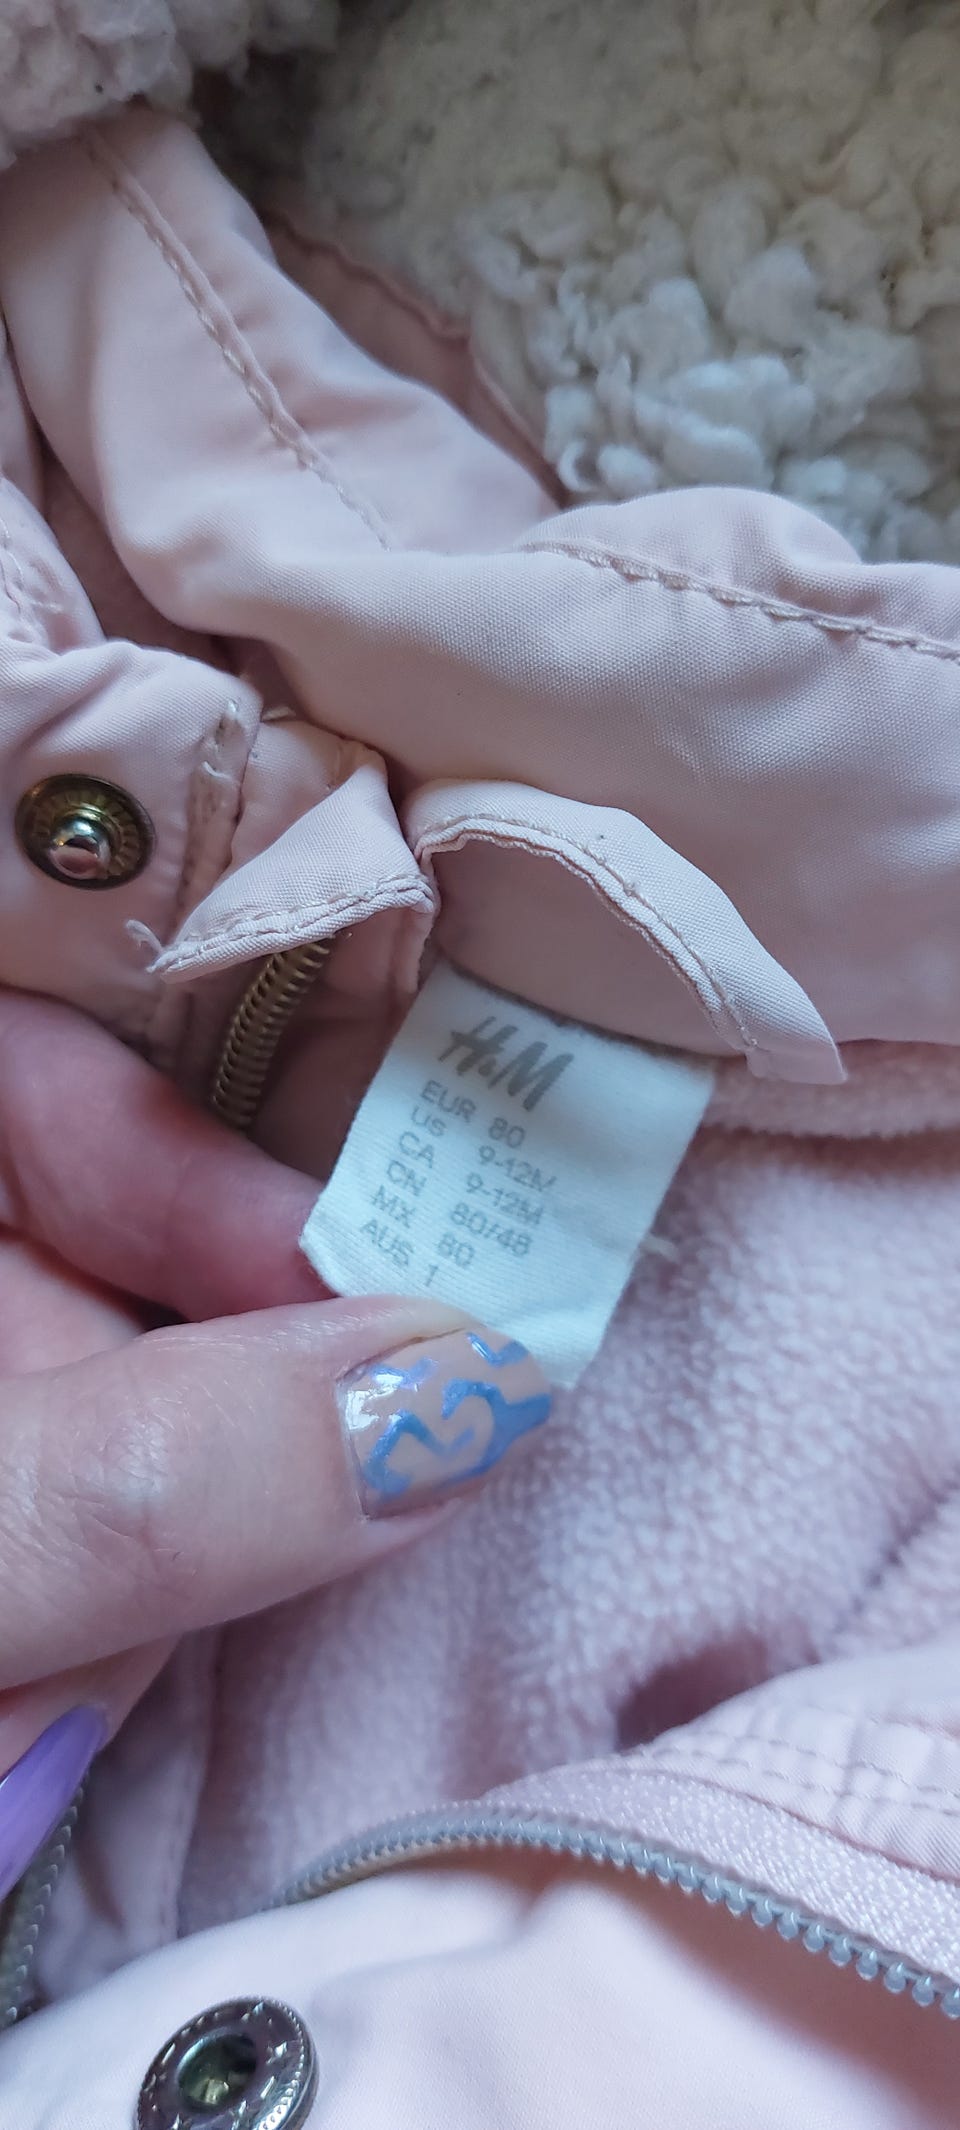 H&M
EUR 80
US 9-12M
CA 9-12M
CN 80/48
MX 80
AUS 1